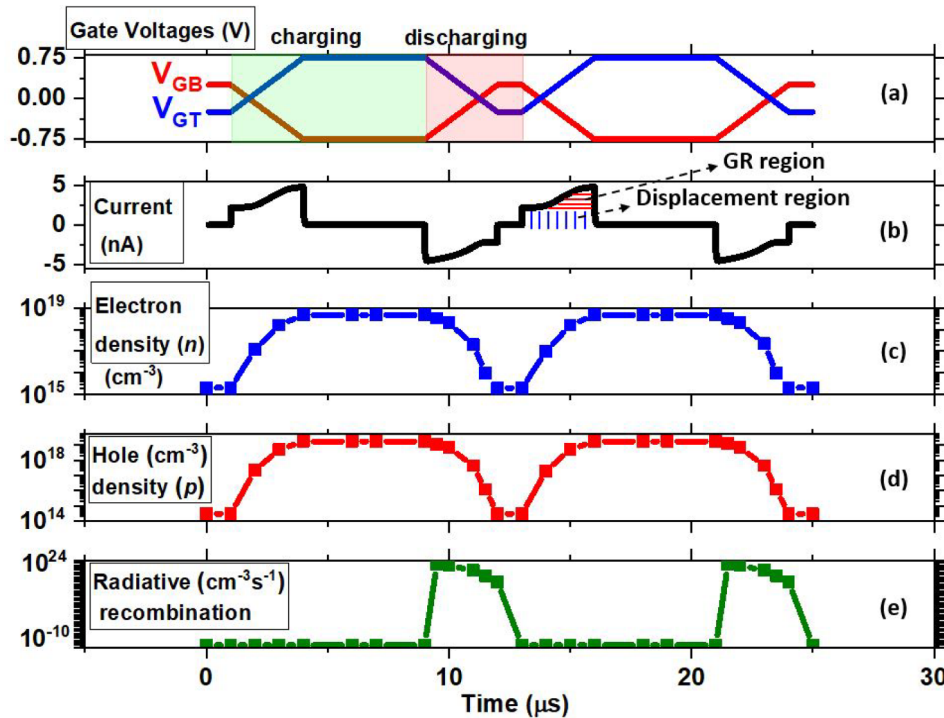 Gate Voltages (V)
charging
discharging
0.75
0.00
-0.75
V_GB
V_GT
(a)
GR region
Displacement region
5
0
-5
Current
(nA)
(b)
10^19
10^15
Electron
density (n)
(cm^-3)
(c)
10^18
10^14
Hole (cm^-3)
density (p)
(d)
10^24
10^-10
Radiative (cm^-3s^-1)
recombination
(e)
0
10
20
30
Time (μs)